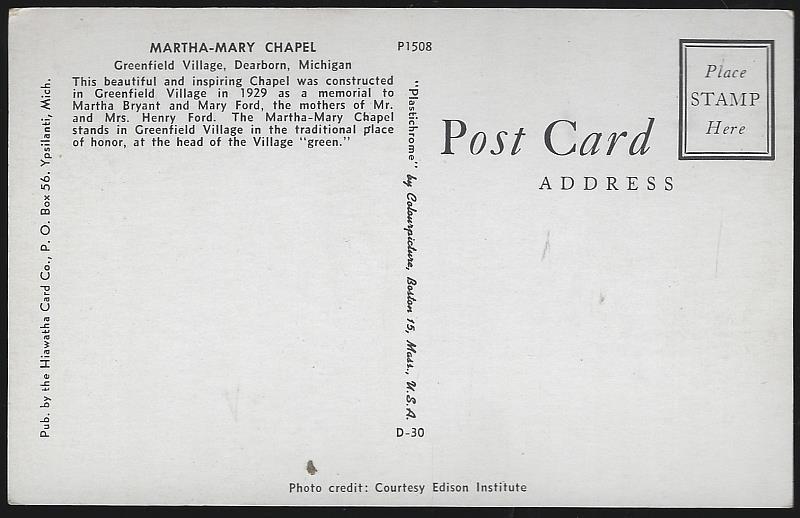 MARTHA-MARY CHAPEL
Greenfield Village, Dearborn, Michigan
This beautiful and inspiring Chapel was constructed
in Greenfield Village in 1929 as a memorial to
Martha Bryant and Mary Ford, the mothers of Mr.
and Mrs. Henry Ford. The Martha-Mary Chapel
stands in Greenfield Village in the traditional place
of honor, at the head of the Village "green."
Pub. by the Hiawatha Card Co., P. O. Box 56, Ypsilanti, Mich.
P1508
"Plastichrome" by Colourpicture, Boston 15, Mass., U.S.A.
D-30
Post Card
ADDRESS
Place
STAMP
Here
Photo credit: Courtesy Edison Institute